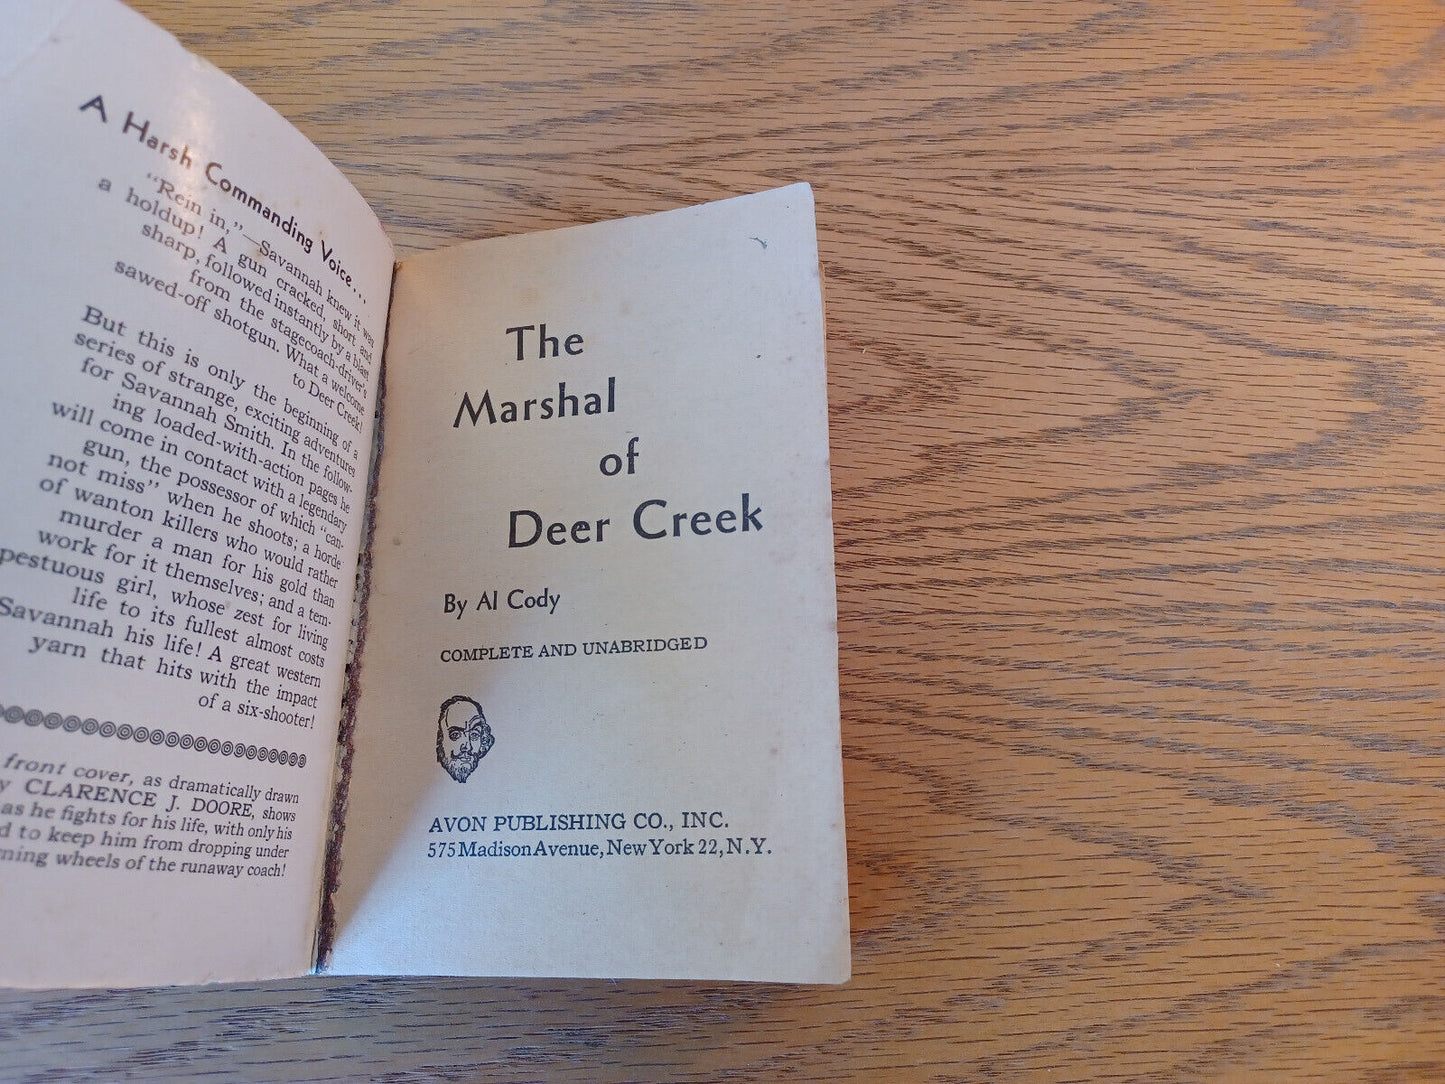 A Harsh Commanding Voice...
"Rein in,"—Savannah knew it was
a holdup! A gun cracked, short and
sharp, followed instantly by a blast
from the stagecoach-driver's
sawed-off shotgun. What a welcome
to Deer Creek!
But this is only the beginning of a
series of strange, exciting adventures
for Savannah Smith. In the follow-
ing loaded-with-action pages he
will come in contact with a legendary
gun, the possessor of which "can-
not miss" when he shoots; a horde
of wanton killers who would rather
murder a man for his gold than
work for it themselves; and a tem-
pestuous girl, whose zest for living
life to its fullest almost costs
Savannah his life! A great western
yarn that hits with the impact
of a six-shooter!
front cover, as dramatically drawn
CLARENCE J. DOORE, shows
as he fights for his life, with only his
to keep him from dropping under
wheels of the runaway coach!
The
Marshal
of
Deer Creek
By Al Cody
COMPLETE AND UNABRIDGED
AVON PUBLISHING CO., INC.
575 Madison Avenue, New York 22, N.Y.